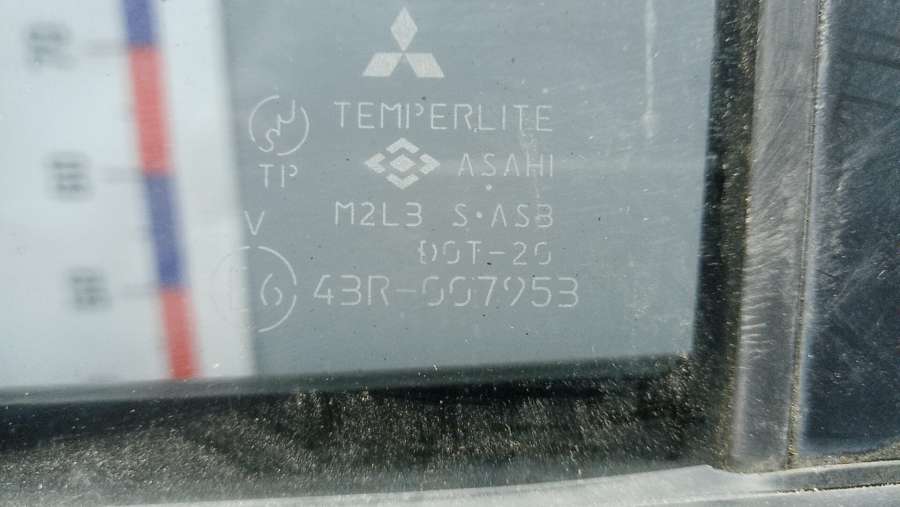 TEMPERLITE
TP ASAHI
V M2L3 S·ASB
DOT-20
43R-007953